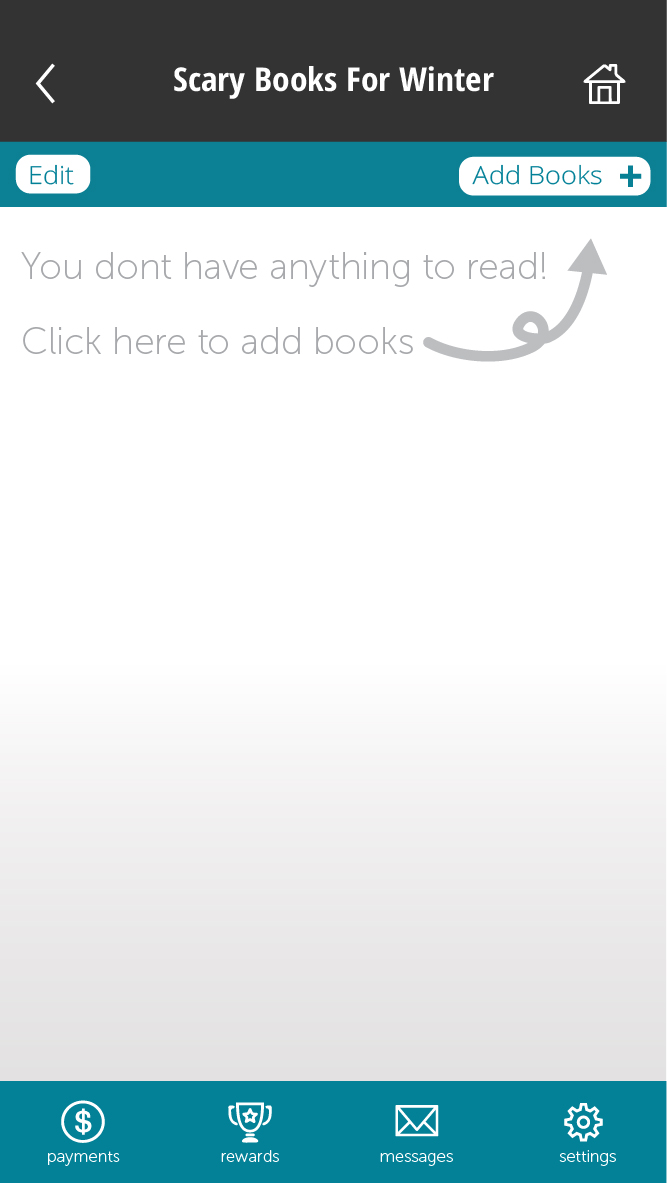 Scary Books For Winter
Edit
Add Books +
You dont have anything to read!
Click here to add books
$
payments
rewards
messages
settings